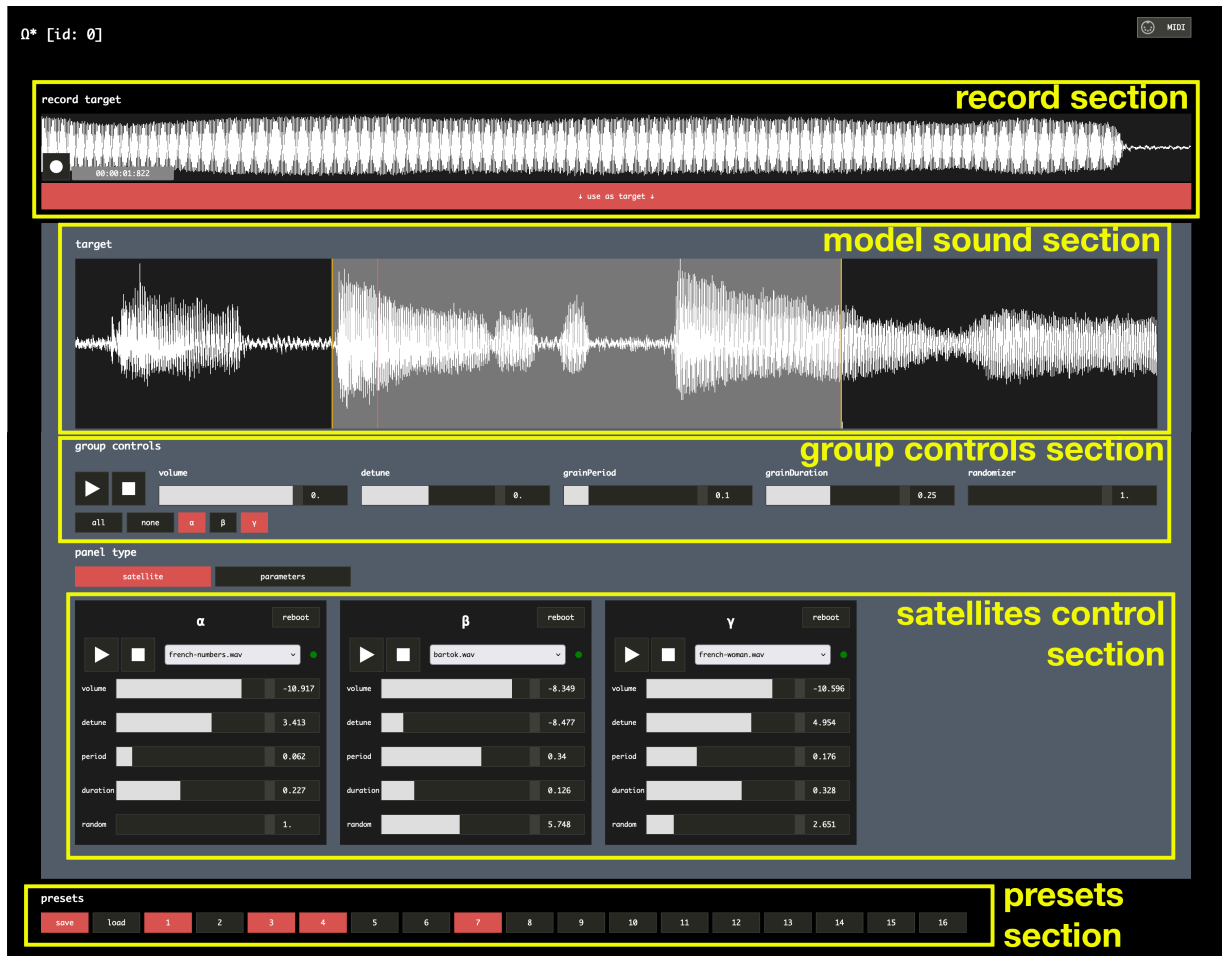 Ω* [id: 0]
MIDI
record target
record section
00:00:01:822
↓ use as target ↓
target
model sound section
group controls
group controls section
volume detune grainPeriod grainDuration randomizer
0. 0. 0.1 0.25 1.
all none α β γ
panel type
satellite parameters
satellites control
section
α reboot
french-numbers.wav
volume -10.917
detune 3.413
period 0.062
duration 0.227
random 1.
β reboot
bartok.wav
volume -8.349
detune -8.477
period 0.34
duration 0.126
random 5.748
γ reboot
french-woman.wav
volume -10.596
detune 4.954
period 0.176
duration 0.328
random 2.651
presets
save load 1 2 3 4 5 6 7 8 9 10 11 12 13 14 15 16
presets
section